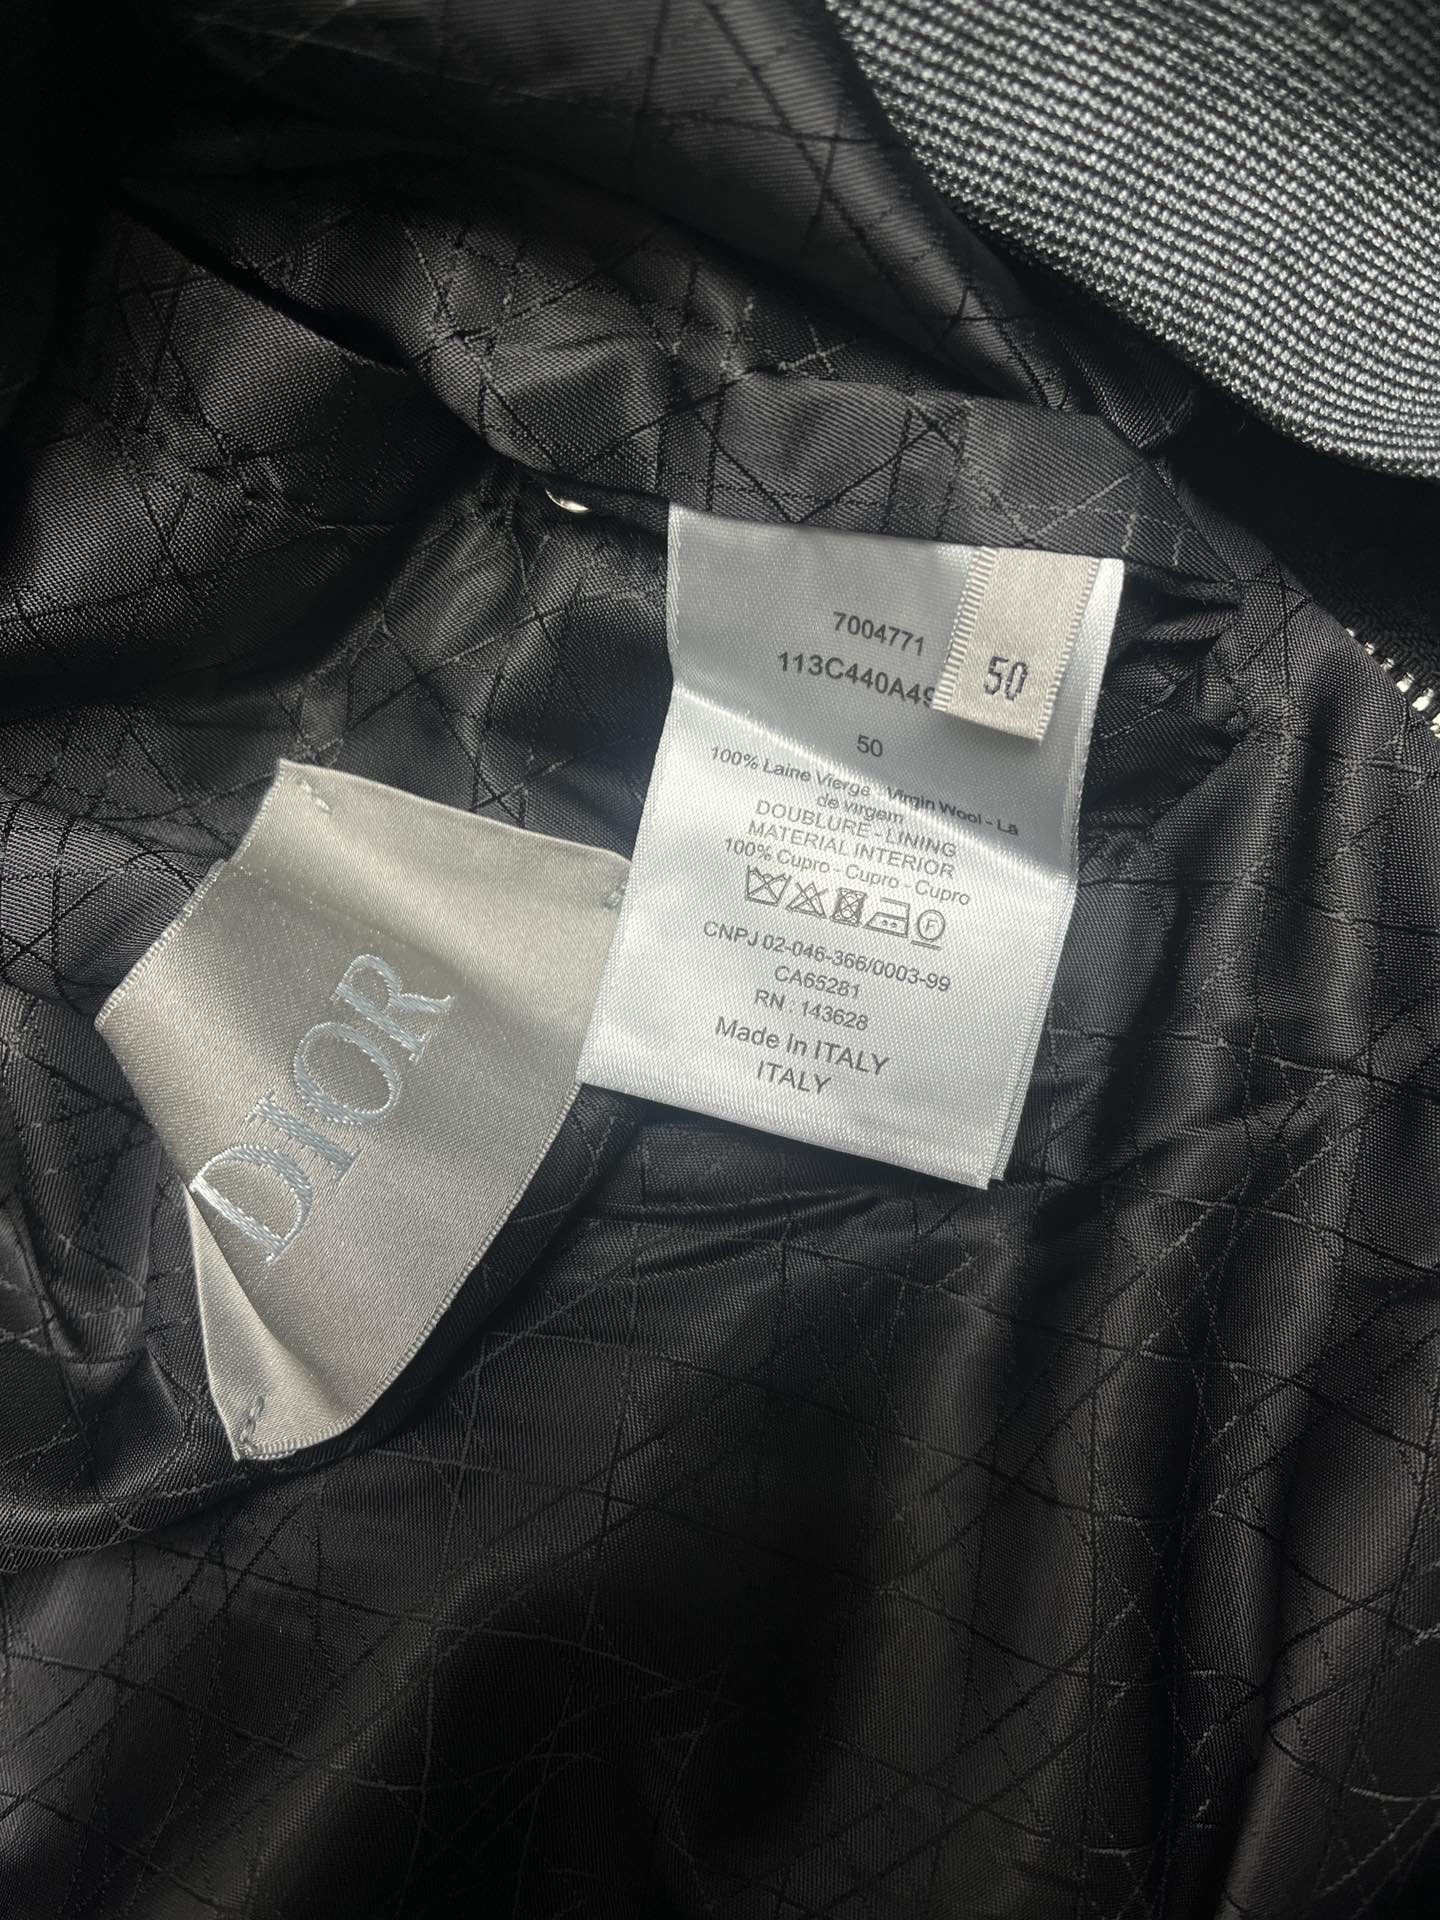 7004771
113C440A49
50
50
100% Laine Vierge - Virgin Wool - Lã
de virgem
DOUBLURE - LINING
MATERIAL INTERIOR
100% Cupro - Cupro - Cupro
F
CNPJ 02-046-366/0003-99
CA65281
RN : 143628
Made in ITALY
ITALY
DIOR